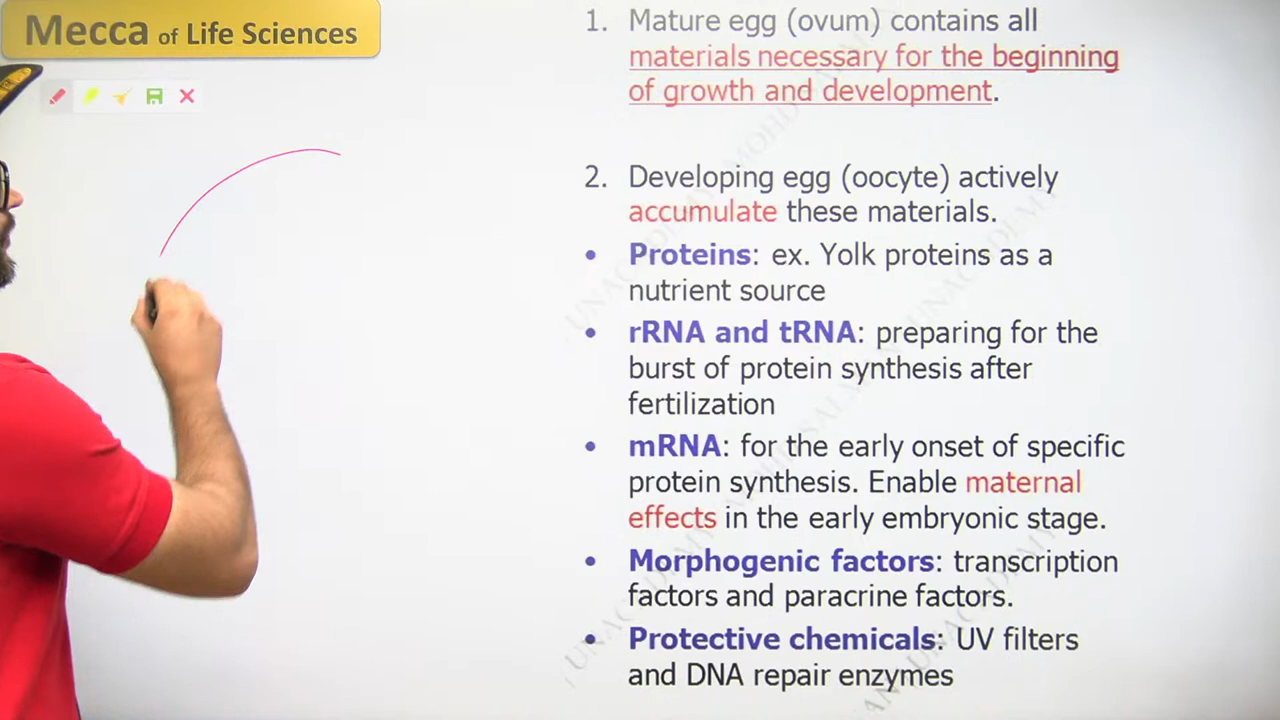 Mecca of Life Sciences
1. Mature egg (ovum) contains all
materials necessary for the beginning
of growth and development.
2. Developing egg (oocyte) actively
accumulate these materials.
• Proteins: ex. Yolk proteins as a
nutrient source
• rRNA and tRNA: preparing for the
burst of protein synthesis after
fertilization
• mRNA: for the early onset of specific
protein synthesis. Enable maternal
effects in the early embryonic stage.
• Morphogenic factors: transcription
factors and paracrine factors.
• Protective chemicals: UV filters
and DNA repair enzymes